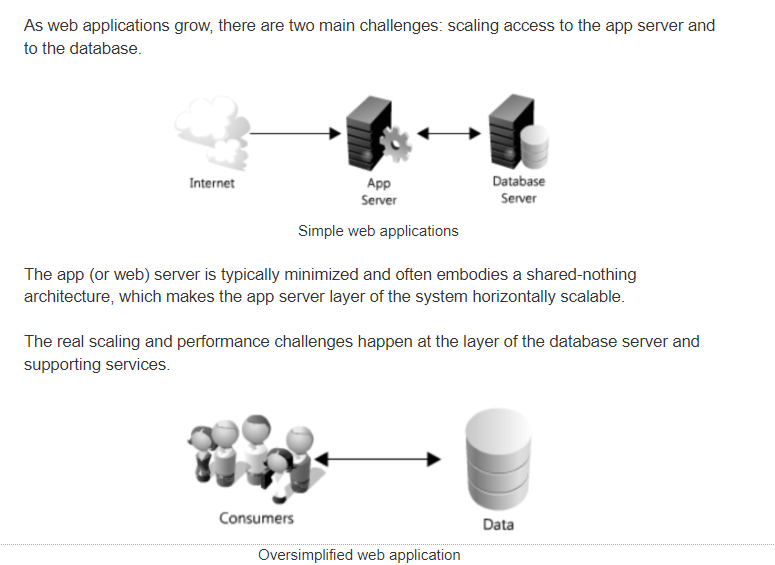 As web applications grow, there are two main challenges: scaling access to the app server and
to the database.
Internet
App
Server
Database
Server
Simple web applications
The app (or web) server is typically minimized and often embodies a shared-nothing
architecture, which makes the app server layer of the system horizontally scalable.
The real scaling and performance challenges happen at the layer of the database server and
supporting services.
Consumers
Data
Oversimplified web application